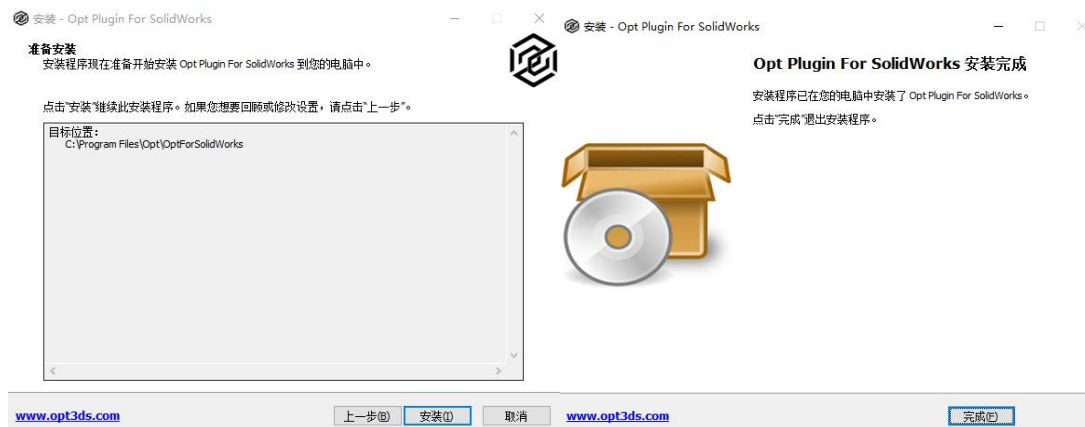 安装 - Opt Plugin For SolidWorks
准备安装
安装程序现在准备开始安装 Opt Plugin For SolidWorks 到您的电脑中。
点击“安装”继续此安装程序。如果您想要回顾或修改设置，请点击“上一步”。
目标位置：
C:\Program Files\Opt\OptForSolidWorks
www.opt3ds.com
上一步(B)
安装(I)
取消
安装 - Opt Plugin For SolidWorks
Opt Plugin For SolidWorks 安装完成
安装程序已在您的电脑中安装了 Opt Plugin For SolidWorks。
点击“完成”退出安装程序。
www.opt3ds.com
完成(F)